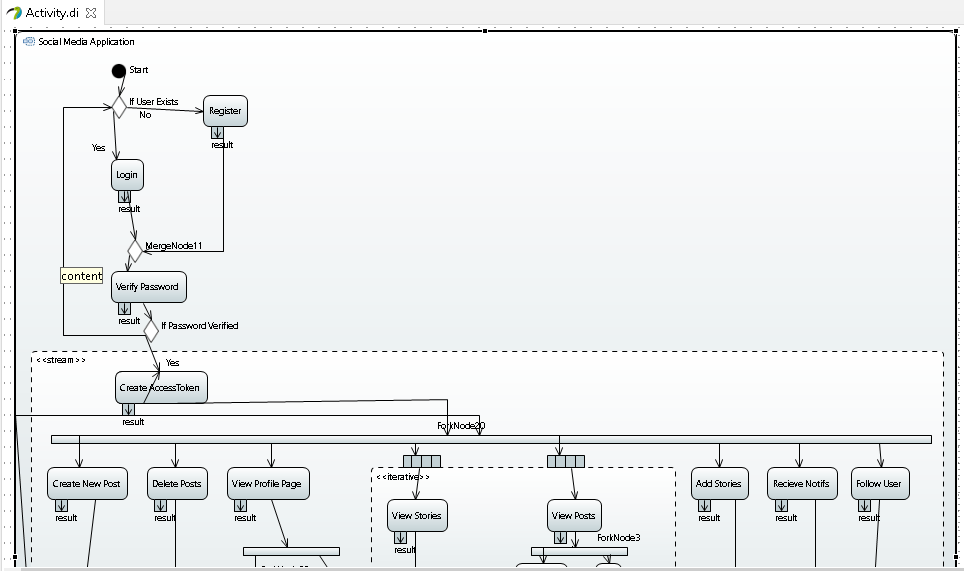 Activity.di
Social Media Application
Start
If User Exists
No
Register
result
Yes
Login
result
MergeNode11
content
Verify Password
result
If Password Verified
Yes
<<stream>>
Create AccessToken
result
ForkNode20
<<iterative>>
Create New Post
Delete Posts
View Profile Page
Add Stories
Recieve Notifs
Follow User
result
result
result
result
result
result
View Stories
View Posts
result
ForkNode3